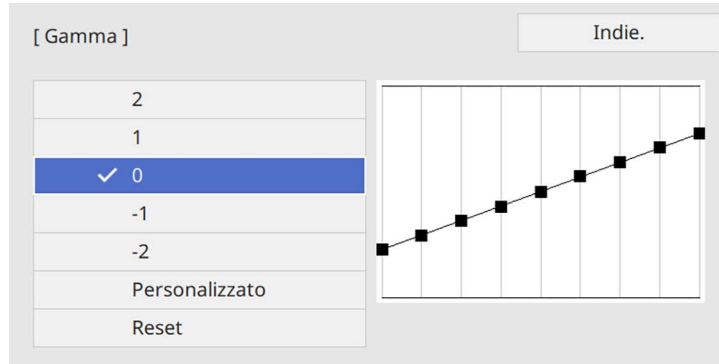 [ Gamma ]
Indie.
2
1
0
-1
-2
Personalizzato
Reset